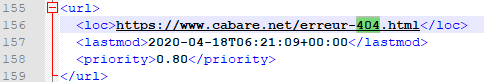 155 <url>
156 <loc>https://www.cabare.net/erreur-404.html</loc>
157 <lastmod>2020-04-18T06:21:09+00:00</lastmod>
158 <priority>0.80</priority>
159 </url>